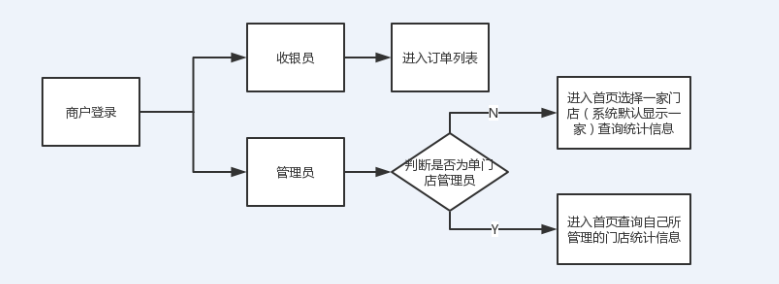 商户登录
收银员
进入订单列表
管理员
判断是否为单门
店管理员
N
进入首页选择一家门
店（系统默认显示一
家）查询统计信息
Y
进入首页查询自己所
管理的门店统计信息